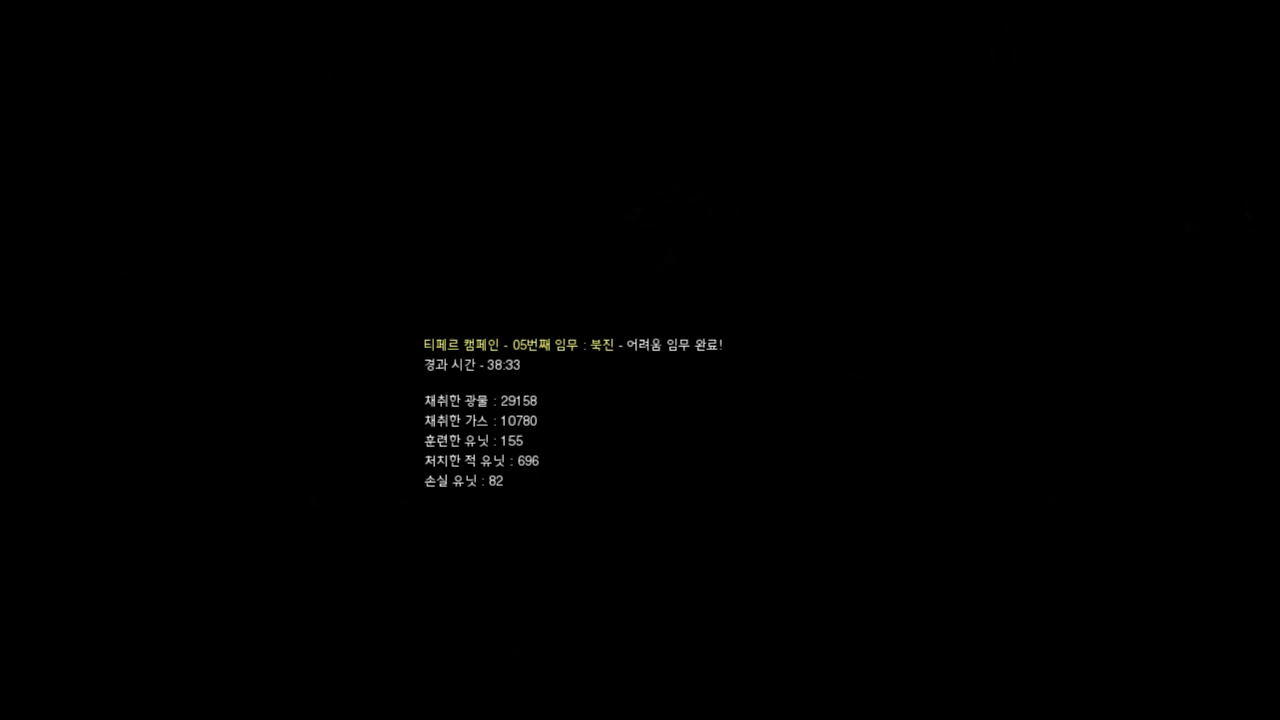 티페르 캠페인 - 05번째 임무 : 북진 - 어려움 임무 완료!
경과 시간 - 38:33
채취한 광물 : 29158
채취한 가스 : 10780
훈련한 유닛 : 155
처치한 적 유닛 : 696
손실 유닛 : 82